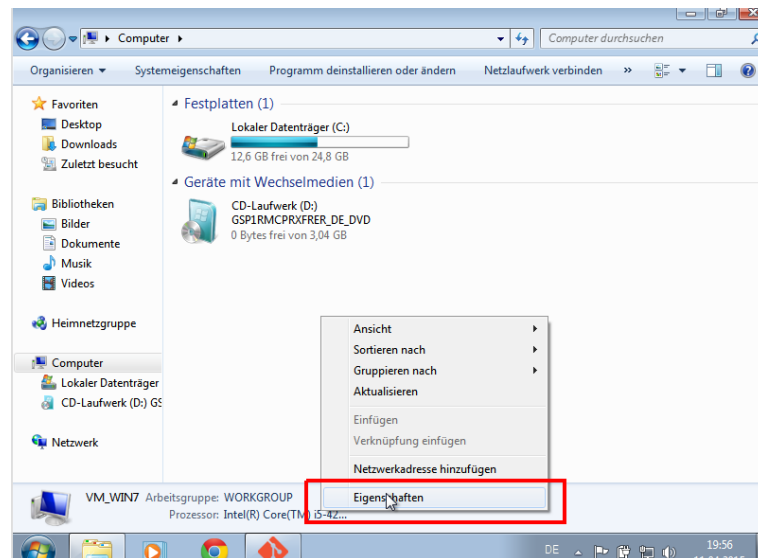 Computer
Computer durchsuchen
Organisieren Systemeigenschaften Programm deinstallieren oder ändern Netzlaufwerk verbinden »
Favoriten
Desktop
Downloads
Zuletzt besucht
Bibliotheken
Bilder
Dokumente
Musik
Videos
Heimnetzgruppe
Computer
Lokaler Datenträger
CD-Laufwerk (D:) GS
Netzwerk
Festplatten (1)
Lokaler Datenträger (C:)
12,6 GB frei von 24,8 GB
Geräte mit Wechselmedien (1)
CD-Laufwerk (D:)
GSP1RMCPRXFRER_DE_DVD
0 Bytes frei von 3,04 GB
Ansicht
Sortieren nach
Gruppieren nach
Aktualisieren
Einfügen
Verknüpfung einfügen
Netzwerkadresse hinzufügen
Eigenschaften
VM_WIN7 Arbeitsgruppe: WORKGROUP
Prozessor: Intel(R) Core(TM) i5-42...
DE
19:56